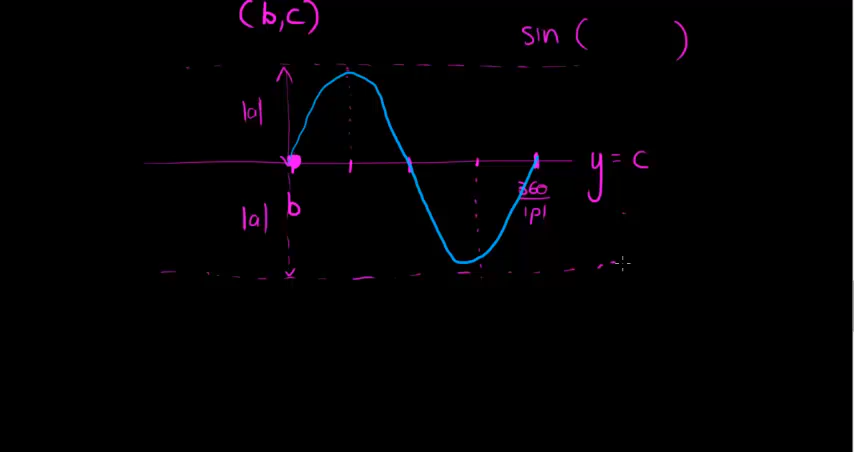 (b,c)
sin (      )
|a|
y = c
360
|p|
b
|a|